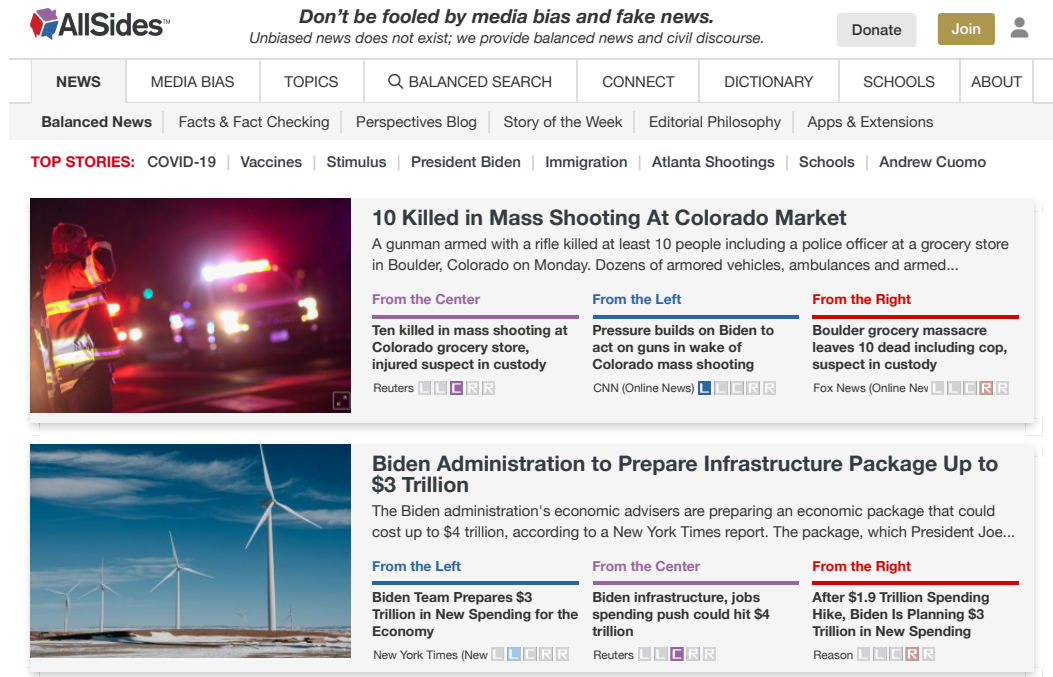 AllSides™
Don't be fooled by media bias and fake news.
Unbiased news does not exist; we provide balanced news and civil discourse.
Donate
Join
NEWS
MEDIA BIAS
TOPICS
BALANCED SEARCH
CONNECT
DICTIONARY
SCHOOLS
ABOUT
Balanced News
Facts & Fact Checking
Perspectives Blog
Story of the Week
Editorial Philosophy
Apps & Extensions
TOP STORIES: COVID-19 | Vaccines | Stimulus | President Biden | Immigration | Atlanta Shootings | Schools | Andrew Cuomo
10 Killed in Mass Shooting At Colorado Market
A gunman armed with a rifle killed at least 10 people including a police officer at a grocery store
in Boulder, Colorado on Monday. Dozens of armored vehicles, ambulances and armed...
From the Center
Ten killed in mass shooting at
Colorado grocery store,
injured suspect in custody
Reuters L L C R R
From the Left
Pressure builds on Biden to
act on guns in wake of
Colorado mass shooting
CNN (Online News) L L C R R
From the Right
Boulder grocery massacre
leaves 10 dead including cop,
suspect in custody
Fox News (Online Nev L L C R R
Biden Administration to Prepare Infrastructure Package Up to
$3 Trillion
The Biden administration's economic advisers are preparing an economic package that could
cost up to $4 trillion, according to a New York Times report. The package, which President Joe...
From the Left
Biden Team Prepares $3
Trillion in New Spending for the
Economy
New York Times (New L L C R R
From the Center
Biden infrastructure, jobs
spending push could hit $4
trillion
Reuters L L C R R
From the Right
After $1.9 Trillion Spending
Hike, Biden Is Planning $3
Trillion in New Spending
Reason L L C R R